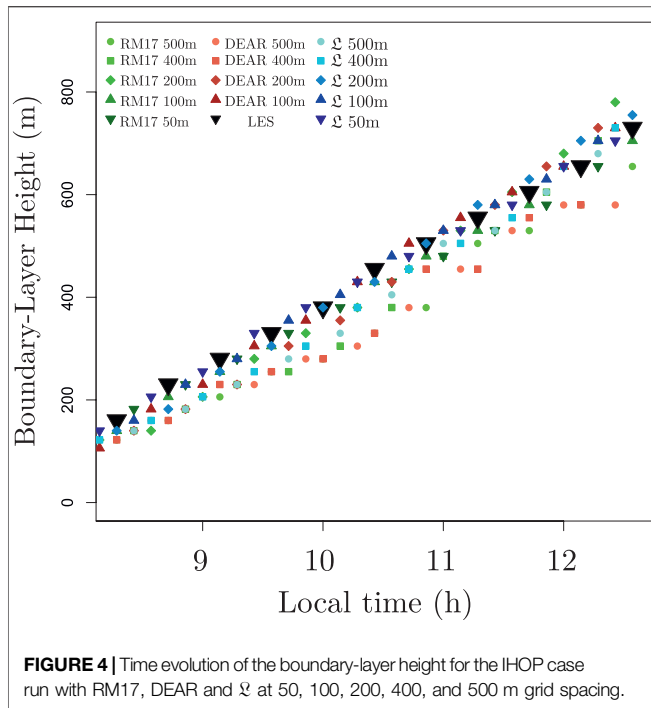 RM17 500m DEAR 500m 𝔏 500m
RM17 400m DEAR 400m 𝔏 400m
RM17 200m DEAR 200m 𝔏 200m
RM17 100m DEAR 100m 𝔏 100m
RM17 50m LES 𝔏 50m
Boundary-Layer Height (m)
800
600
400
200
0
9 10 11 12
Local time (h)
FIGURE 4 | Time evolution of the boundary-layer height for the IHOP case
run with RM17, DEAR and 𝔏 at 50, 100, 200, 400, and 500 m grid spacing.